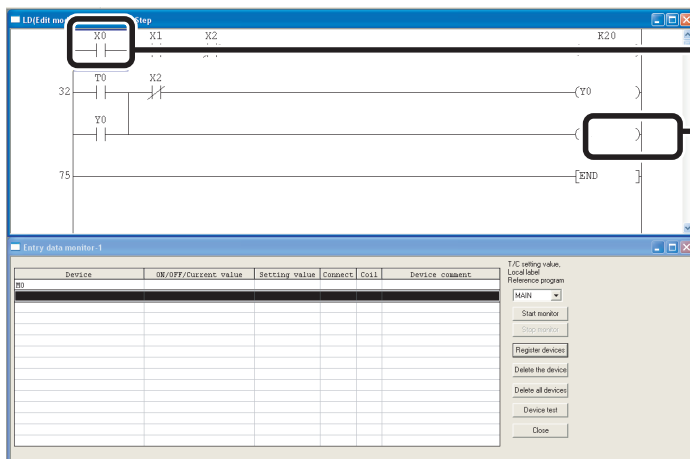 LD(Edit mo Step
X0 X1 X2 K20
T0 X2
32 (Y0 )
Y0
( )
75 [END ]
Entry data monitor-1
T/C setting value,
Local label
Reference program
Device ON/OFF/Current value Setting value Connect Coil Device comment
M0
MAIN
Start monitor
Stop monitor
Register devices
Delete the device
Delete all devices
Device test
Close